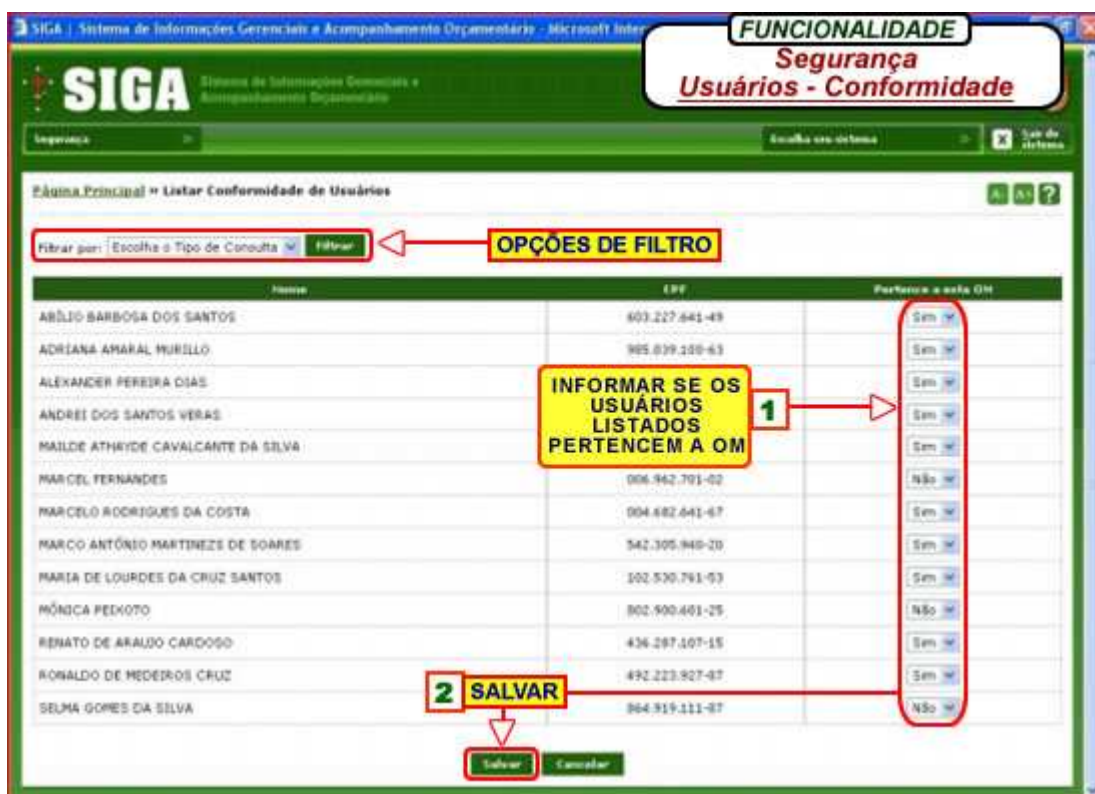 SIGA | Sistema de Informações Gerenciais e Acompanhamento Orçamentário - Microsoft Inter
FUNCIONALIDADE
Segurança
Usuários - Conformidade
SIGA Sistema de Informações Gerenciais e
Acompanhamento Orçamentário
Segurança Escolha seu sistema X Sair do
sistema
Página Principal » Listar Conformidade de Usuários A- A+ ?
Filtrar por: Escolha o Tipo de Consulta Filtrar OPÇÕES DE FILTRO
Nome CPF Pertence a esta OM
ABÍLIO BARBOSA DOS SANTOS 603.227.641-49 Sim
ADRIANA AMARAL MURILLO 985.039.100-63 Sim
ALEXANDER PEREIRA DIAS Sim
ANDREI DOS SANTOS VERAS Sim
MAILDE ATHAYDE CAVALCANTE DA SILVA Sim
INFORMAR SE OS
USUÁRIOS
LISTADOS
PERTENCEM A OM
1
MARCEL FERNANDES 006.962.701-02 Não
MARCELO RODRIGUES DA COSTA 004.682.641-67 Sim
MARCO ANTÔNIO MARTINEZS DE SOARES 542.305.940-20 Sim
MARIA DE LOURDES DA CRUZ SANTOS 102.530.761-53 Sim
MÔNICA PEIXOTO 802.900.601-25 Não
RENATO DE ARAUJO CARDOSO 436.287.107-15 Sim
RONALDO DE MEDEIROS CRUZ 492.223.927-87 Sim
SELMA GOMES DA SILVA 864.919.111-87 Não
2 SALVAR
Salvar Cancelar